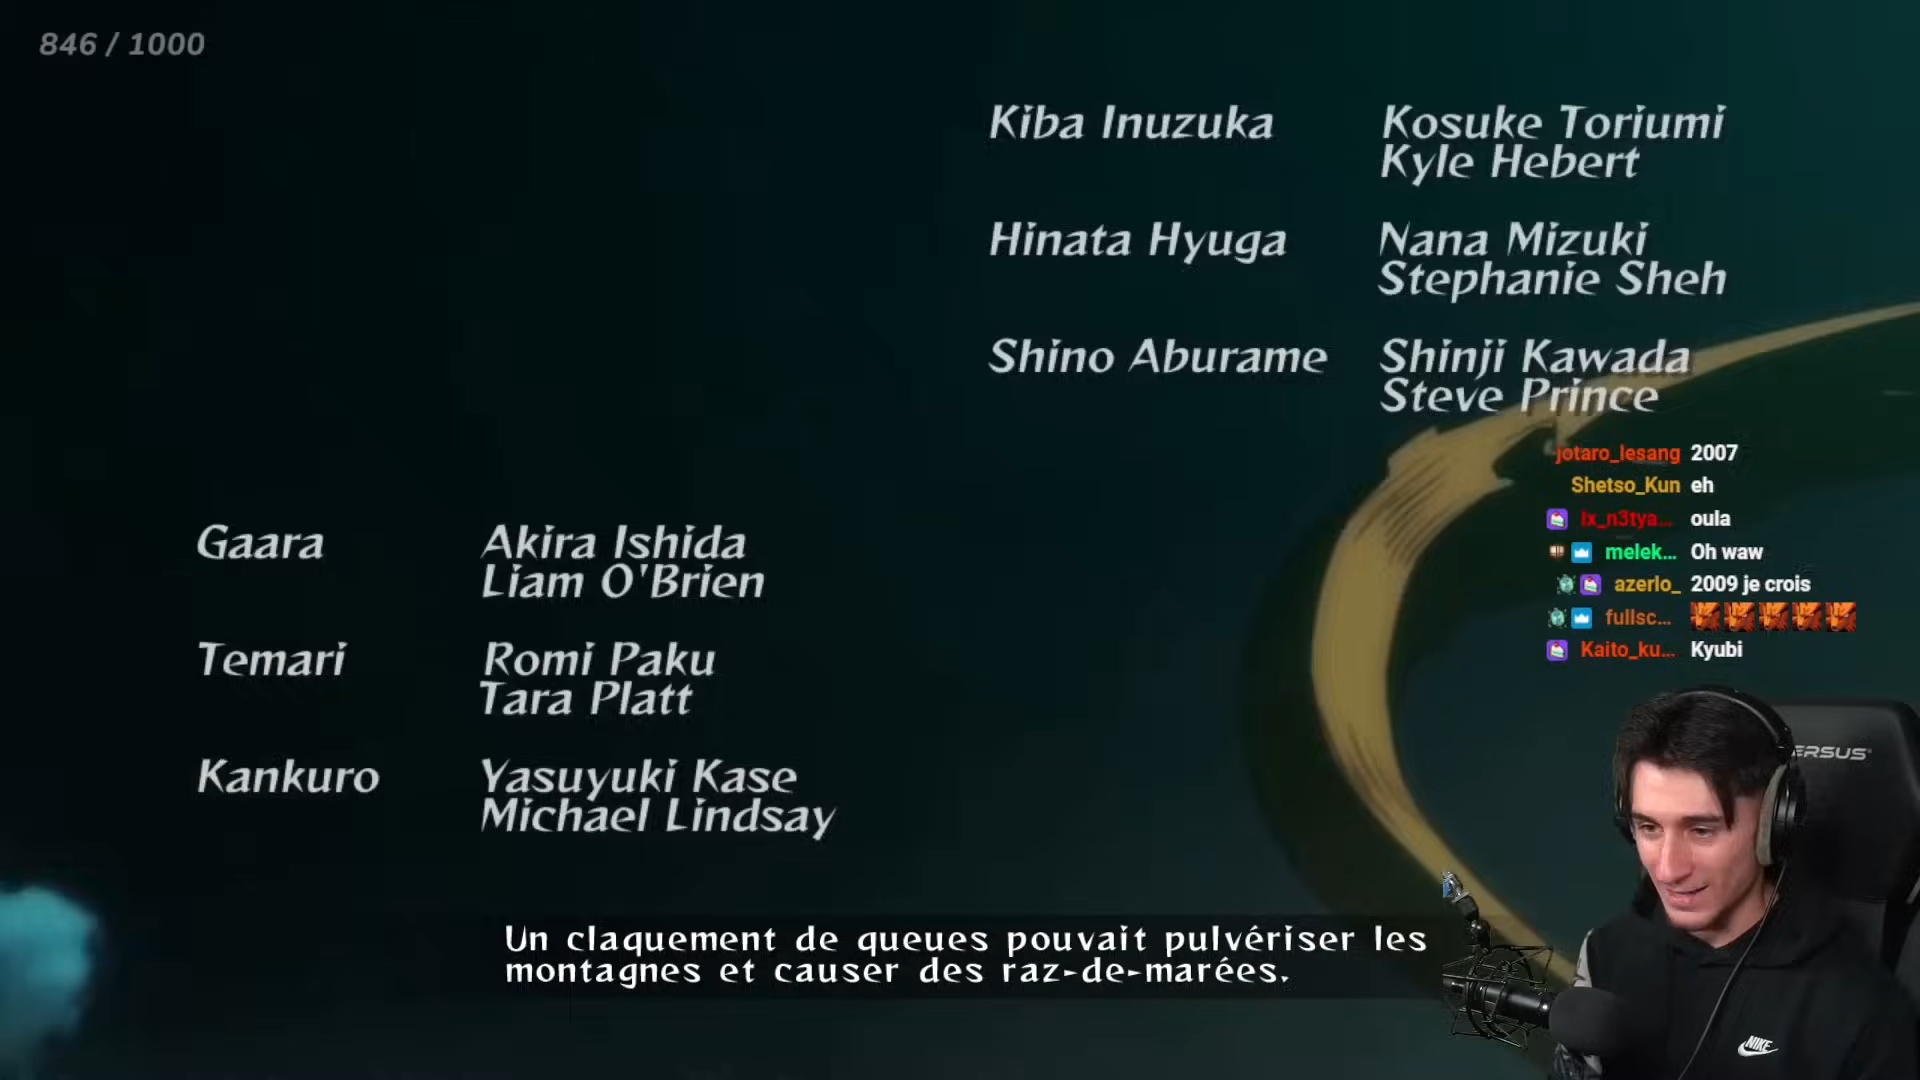 846 / 1000
Kiba Inuzuka Kosuke Toriumi
Kyle Hebert
Hinata Hyuga Nana Mizuki
Stephanie Sheh
Shino Aburame Shinji Kawada
Steve Prince
jotaro_lesang 2007
Shetso_Kun eh
lx_n3tya... oula
melek... Oh waw
azerlo_ 2009 je crois
fullsc...
Kaito_ku... Kyubi
Gaara Akira Ishida
Liam O'Brien
Temari Romi Paku
Tara Platt
Kankuro Yasuyuki Kase
Michael Lindsay
ERSUS
Un claquement de queues pouvait pulvériser les
montagnes et causer des raz-de-marées.
NIKE